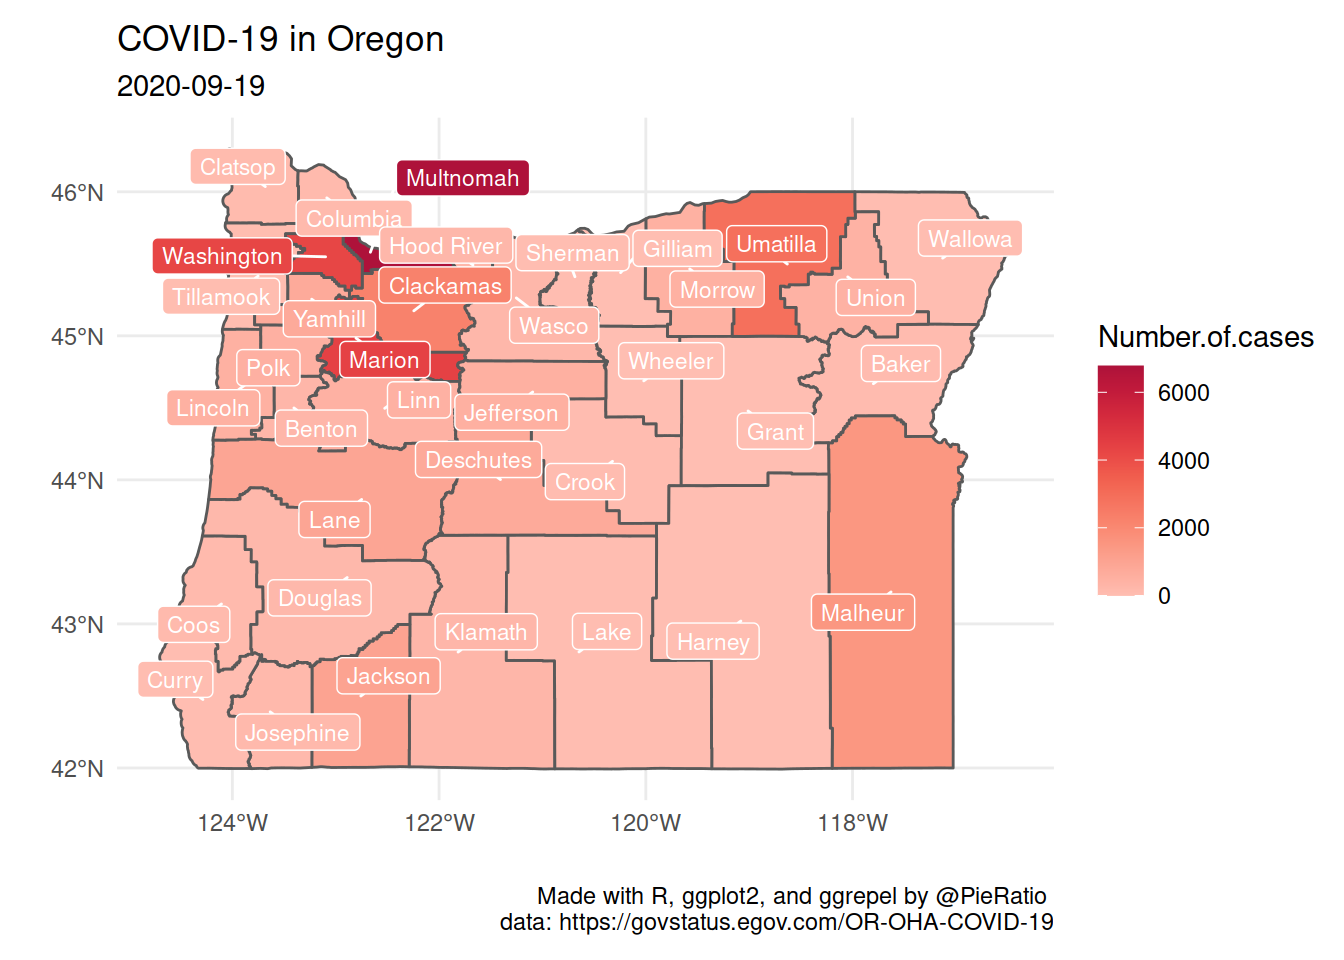 COVID-19 in Oregon
2020-09-19
Clatsop
Multnomah
46°N
Columbia
Wallowa
Hood River
Sherman
Gilliam
Umatilla
Washington
Clackamas
Morrow
Tillamook
Union
Yamhill
Wasco
45°N
Number.of.cases
Marion
Wheeler
Baker
Polk
6000
Linn
Lincoln
Jefferson
Benton
Grant
Deschutes
4000
44°N
Crook
Lane
2000
Douglas
0
Malheur
43°N
Coos
Klamath
Lake
Harney
Curry
Jackson
Josephine
42°N
124°W
122°W
120°W
118°W
Made with R, ggplot2, and ggrepel by @PieRatio
data: https://govstatus.egov.com/OR-OHA-COVID-19